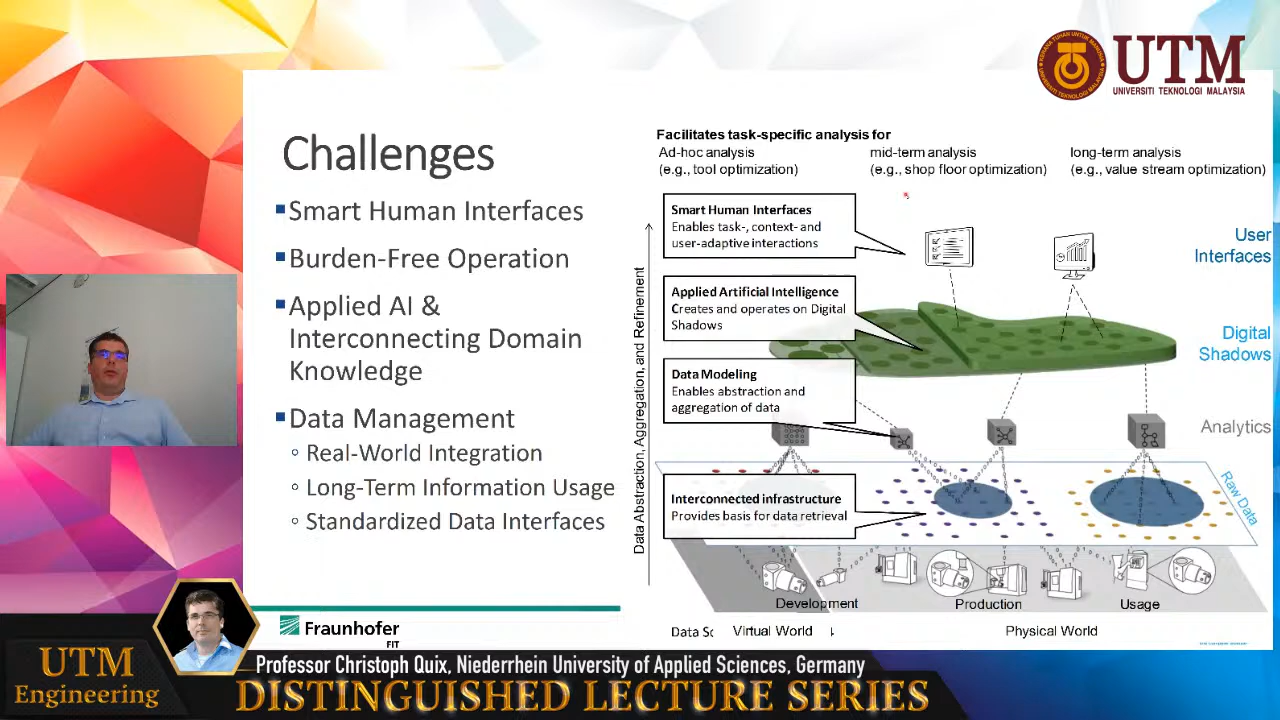 UTM
UNIVERSITI TEKNOLOGI MALAYSIA
Challenges
Smart Human Interfaces
Burden-Free Operation
Applied AI &
Interconnecting Domain
Knowledge
Data Management
Real-World Integration
Long-Term Information Usage
Standardized Data Interfaces
Fraunhofer
FIT
Facilitates task-specific analysis for
Ad-hoc analysis
(e.g., tool optimization)
mid-term analysis
(e.g., shop floor optimization)
long-term analysis
(e.g., value stream optimization)
Data Abstraction, Aggregation, and Refinement
Smart Human Interfaces
Enables task-, context- and
user-adaptive interactions
Applied Artificial Intelligence
Creates and operates on Digital
Shadows
Data Modeling
Enables abstraction and
aggregation of data
Interconnected infrastructure
Provides basis for data retrieval
User
Interfaces
Digital
Shadows
Analytics
Raw Data
Development
Production
Usage
Data Sc
Virtual World
Physical World
UTM
Engineering
Professor Christoph Quix, Niederrhein University of Applied Sciences, Germany
DISTINGUISHED LECTURE SERIES